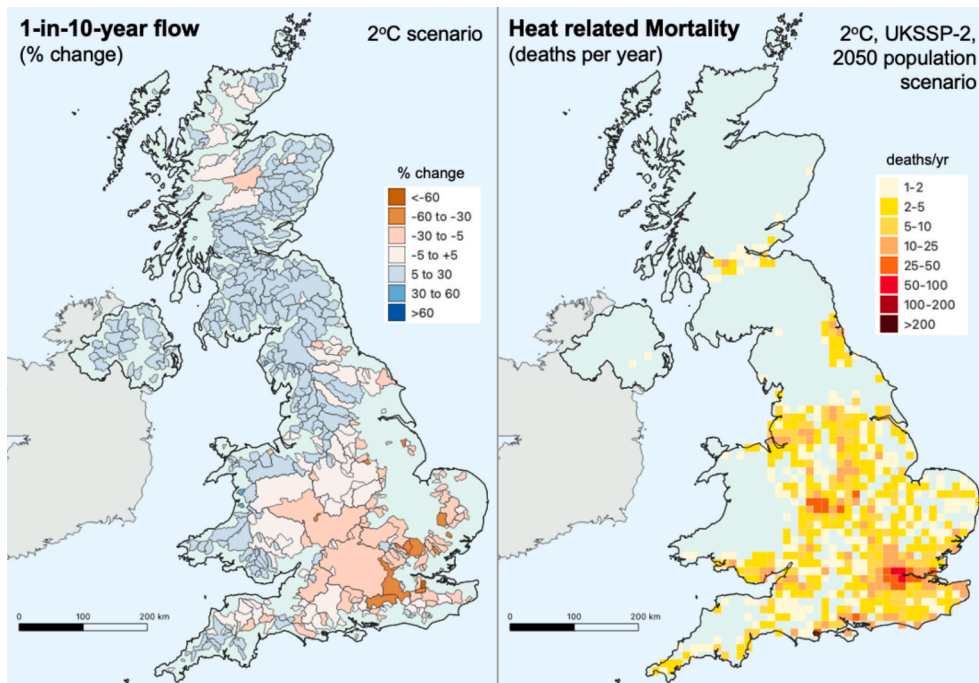 1-in-10-year flow
(% change)
2°C scenario
% change
<-60
-60 to -30
-30 to -5
-5 to +5
5 to 30
30 to 60
>60
0 100 200 km
Heat related Mortality
(deaths per year)
2°C, UKSSP-2,
2050 population
scenario
deaths/yr
1-2
2-5
5-10
10-25
25-50
50-100
100-200
>200
0 100 200 km